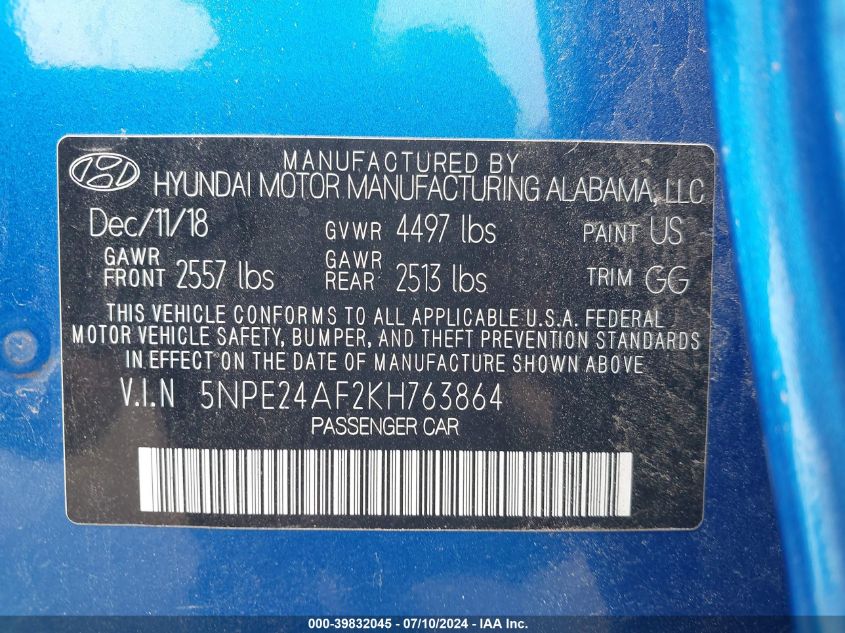 MANUFACTURED BY
HYUNDAI MOTOR MANUFACTURING ALABAMA, LLC
Dec/11/18 GVWR 4497 lbs PAINT US
GAWR FRONT 2557 lbs GAWR REAR 2513 lbs TRIM GG
THIS VEHICLE CONFORMS TO ALL APPLICABLE U.S.A. FEDERAL
MOTOR VEHICLE SAFETY, BUMPER, AND THEFT PREVENTION STANDARDS
IN EFFECT ON THE DATE OF MANUFACTURE SHOWN ABOVE
V.I.N 5NPE24AF2KH763864
PASSENGER CAR
000-39832045 - 07/10/2024 - IAA Inc.